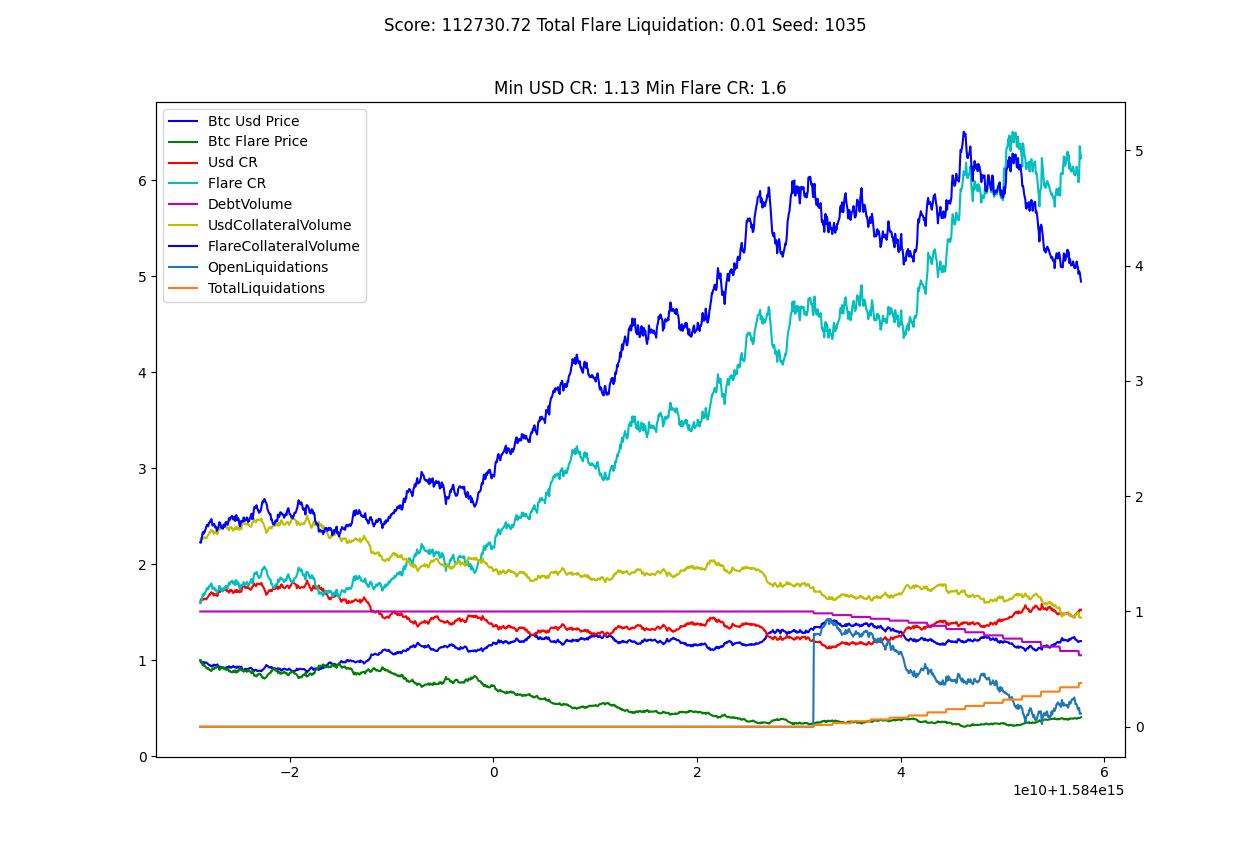 Score: 112730.72 Total Flare Liquidation: 0.01 Seed: 1035
Min USD CR: 1.13 Min Flare CR: 1.6
Btc Usd Price
Btc Flare Price
Usd CR
Flare CR
DebtVolume
UsdCollateralVolume
FlareCollateralVolume
OpenLiquidations
TotalLiquidations
6
5
4
3
2
1
0
5
4
3
2
1
0
−2
0
2
4
6
1e10+1.584e15